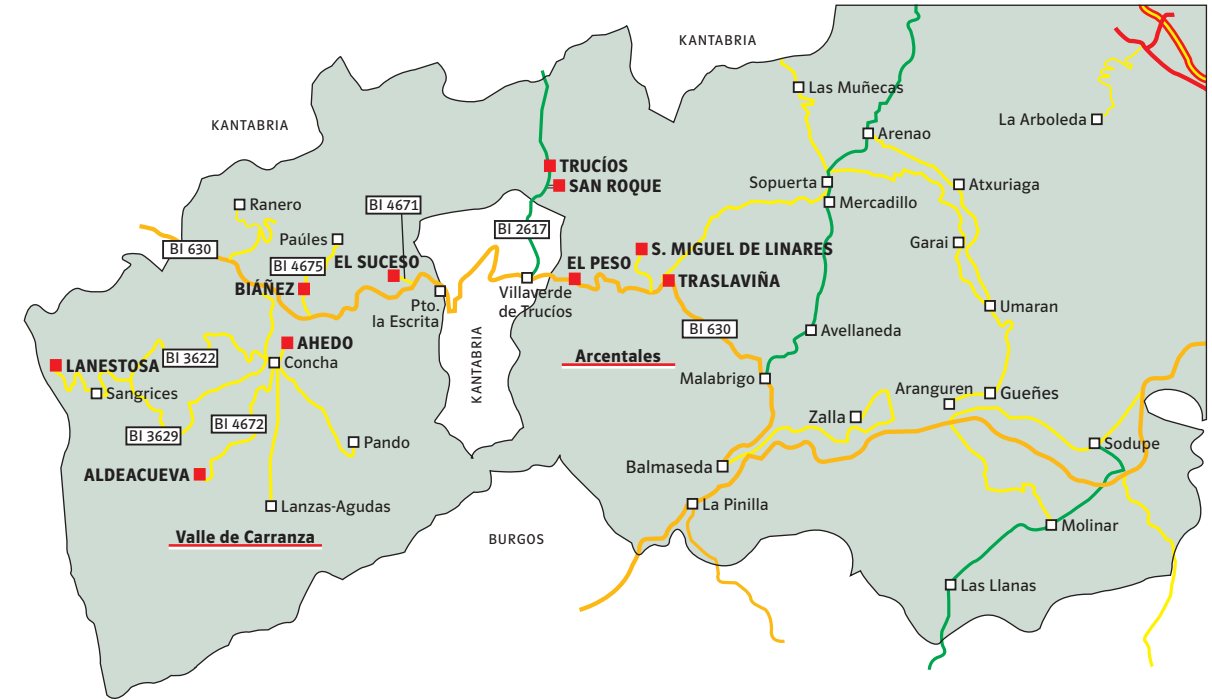 KANTABRIA
Las Muñecas
La Arboleda
KANTABRIA
Arenao
TRUCÍOS
SAN ROQUE
Sopuerta
Atxuriaga
Ranero
BI 4671
Mercadillo
BI 630
Paúles
BI 2617
Garai
S. MIGUEL DE LINARES
EL SUCESO
BI 4675
EL PESO
BIÁÑEZ
TRASLAVIÑA
Pto.
la Escrita
Villaverde
de Trucíos
Umaran
BI 630
Avellaneda
AHEDO
Arcentales
BI 3622
LANESTOSA
Concha
KANTABRIA
Malabrigo
Sangrices
Aranguren
Gueñes
BI 4672
Zalla
BI 3629
Pando
Sodupe
ALDEACUEVA
Balmaseda
Lanzas-Agudas
La Pinilla
Valle de Carranza
BURGOS
Molinar
Las Llanas